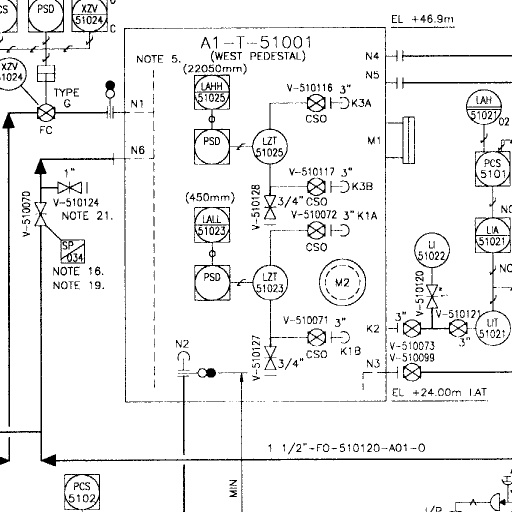 CS
PSD
XZV
51024
C
C
EL +46.9m
A1-T-51001
(WEST PEDESTAL)
NOTE 5.
N4
(22050mm)
N5
XZV
51024
LAHH
51025
V-510116 3"
K3A
CSO
TYPE
G
FC
N1
LAH
51021
02
PSD
LZT
51025
M1
N6
PCS
5101
1"
V-510124
NOTE 21.
V-510070
V-510117 3"
K3B
CSO
3/4"
V-510128
(450mm)
LALL
51023
V-510072 3" K1A
CSO
NO
LIA
51021
SP
034
NOTE 16.
NOTE 19.
LI
51022
NO
PSD
LZT
51023
M2
V-510120
V-510121
3"
3"
LIT
51021
V-510071 3"
K1B
CSO
K2
V-510073
V-510099
N2
V-510127
3/4"
N3
EL +24.00m LAT
1 1/2"-FO-510120-A01-0
PCS
5102
MIN
I/P
A